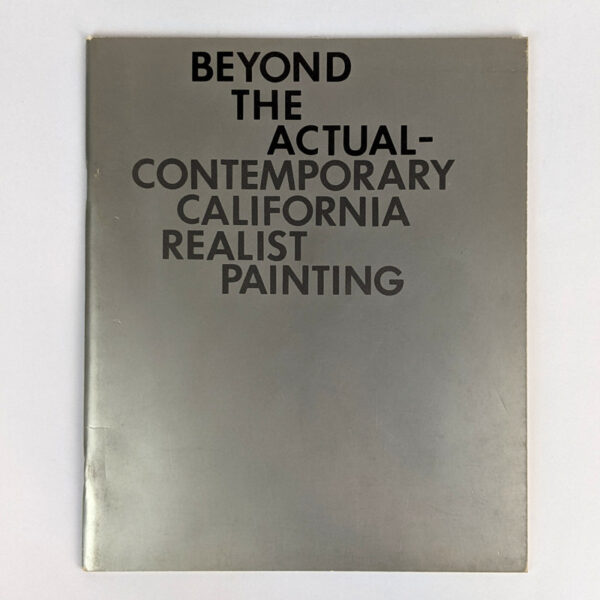 BEYOND
THE
ACTUAL-
CONTEMPORARY
CALIFORNIA
REALIST
PAINTING